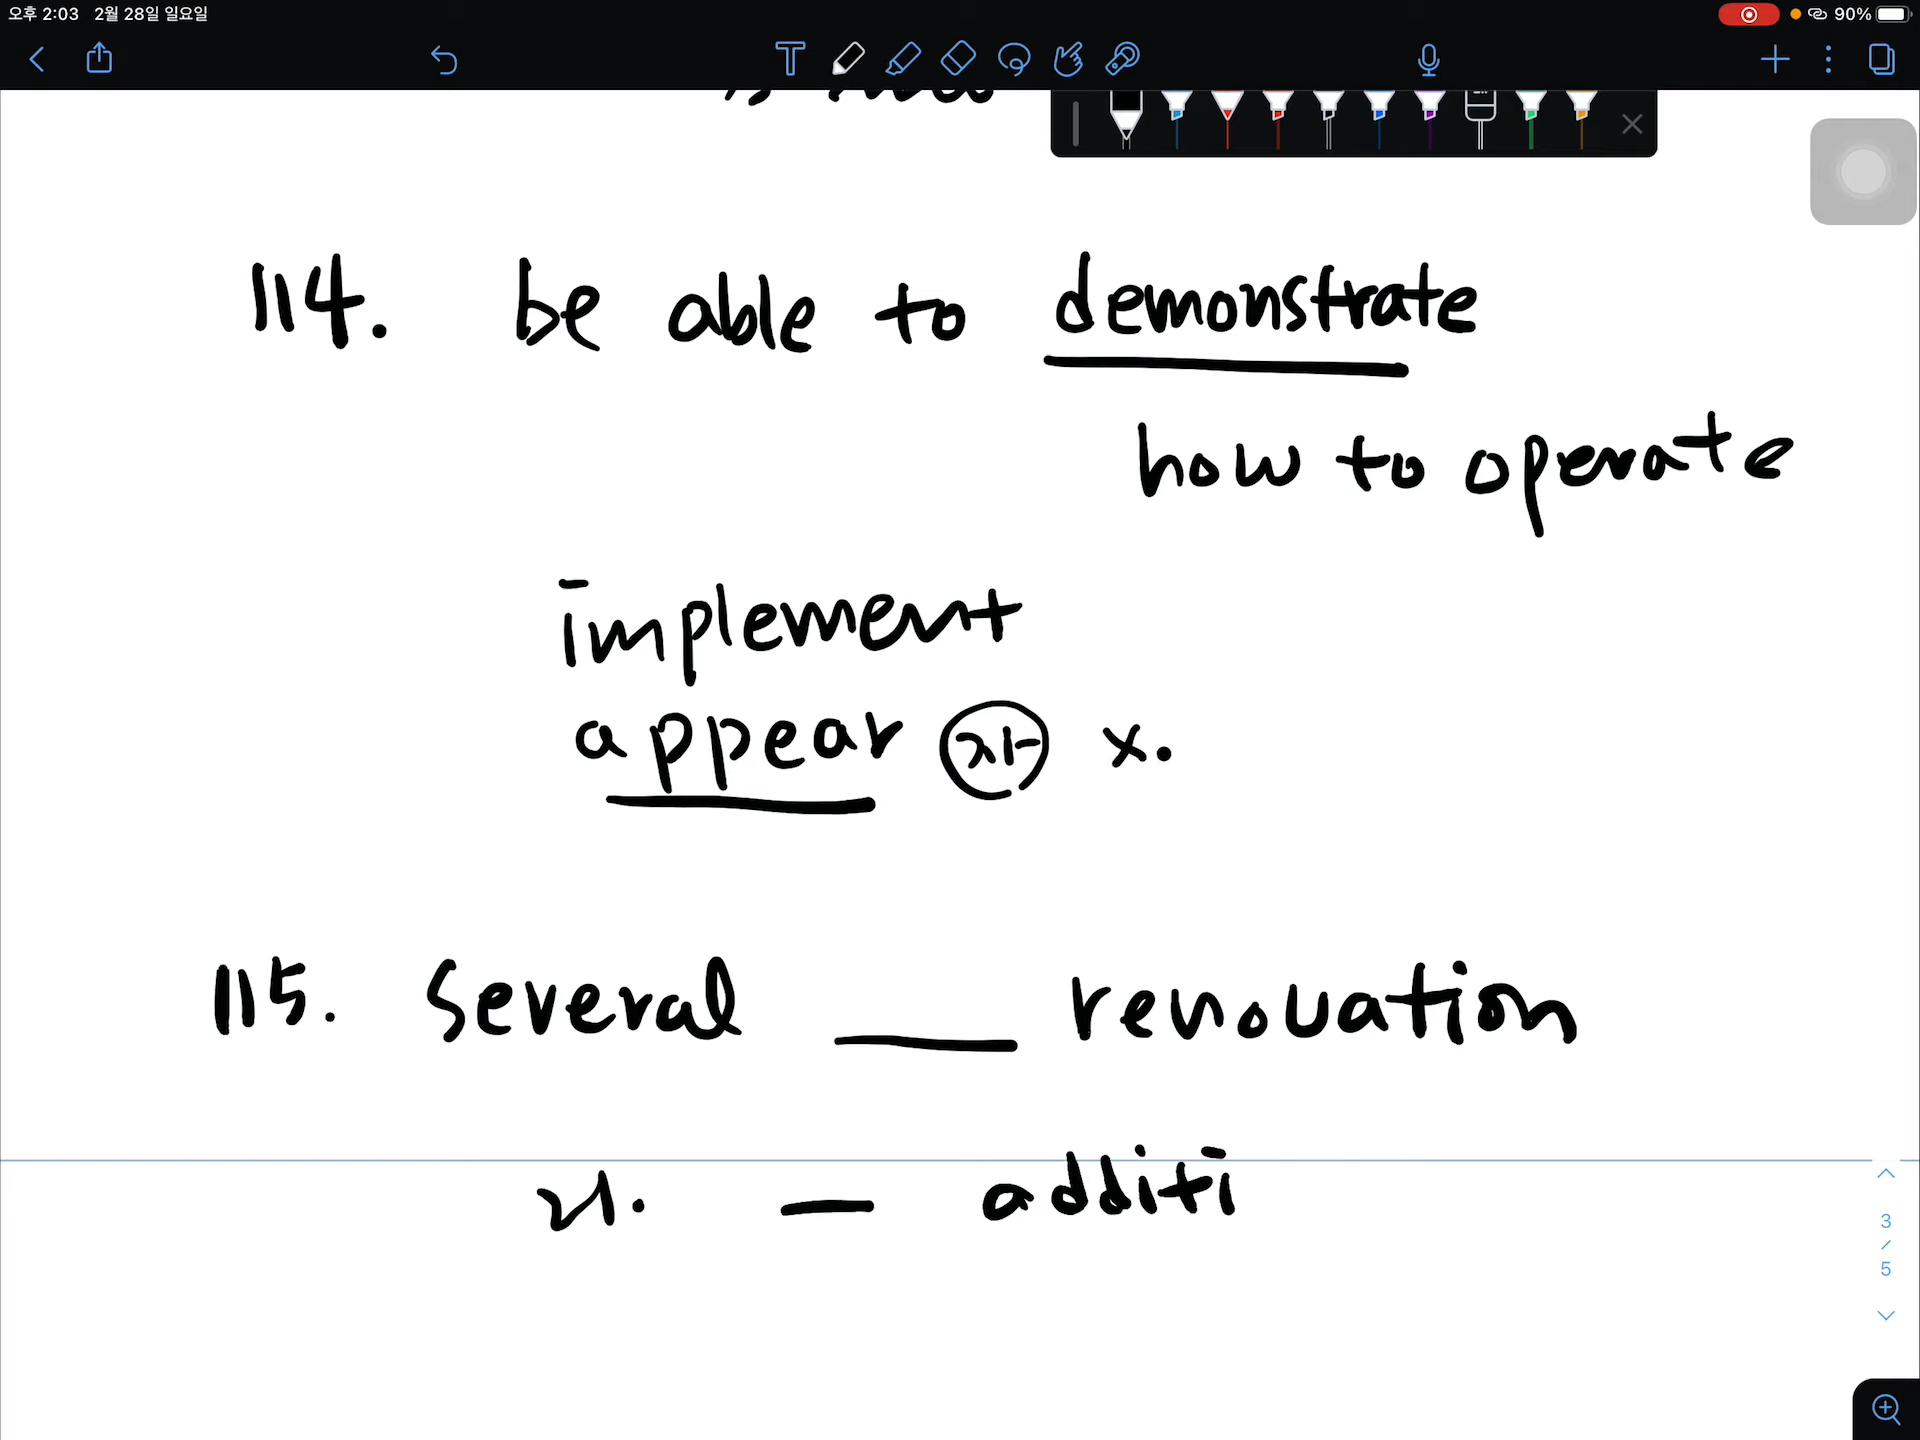 오후 2:03 2월 28일 일요일
90%
114. be able to demonstrate
how to operate
implement
appear 자 x.
115. Several ___ renovation
— additi
3
/
5